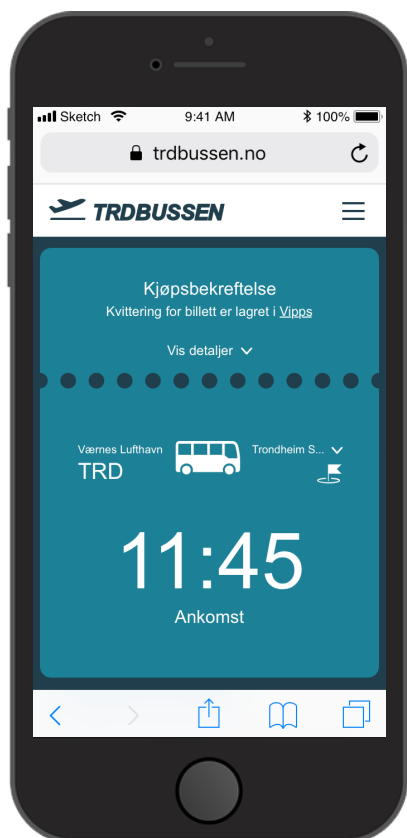 Sketch 9:41 AM 100%
trdbussen.no
TRDBUSSEN
Kjøpsbekreftelse
Kvittering for billett er lagret i Vipps
Vis detaljer
Værnes Lufthavn
TRD
Trondheim S...
11:45
Ankomst